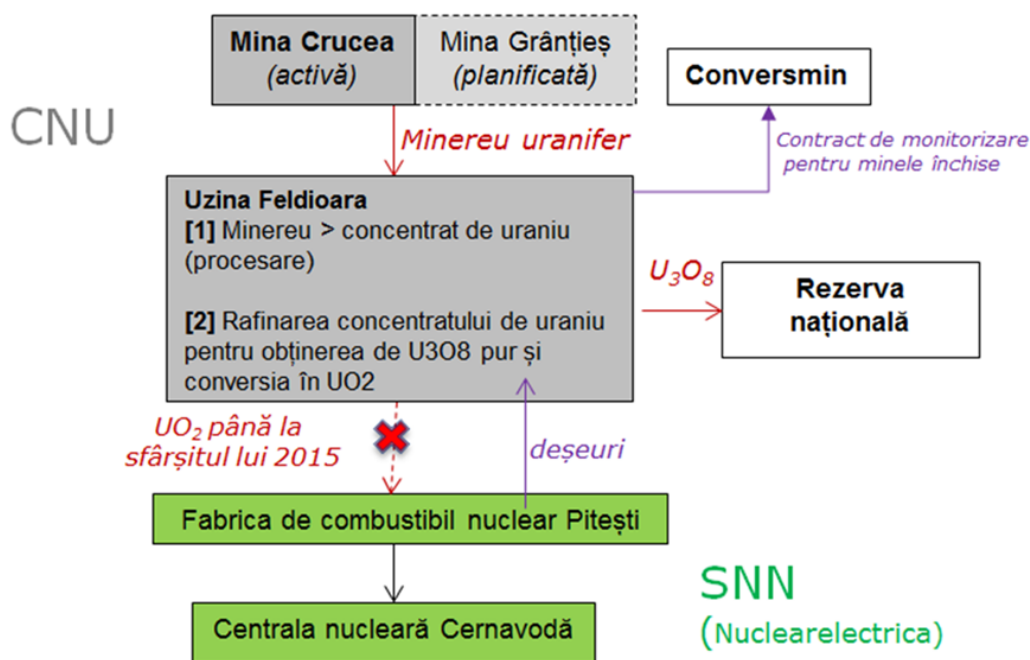 Mina Crucea
(activă)
Mina Grânțieș
(planificată)
Conversmin
CNU
Minereu uranifer
Contract de monitorizare
pentru minele închise
Uzina Feldioara
[1] Minereu > concentrat de uraniu
(procesare)
[2] Rafinarea concentratului de uraniu
pentru obținerea de U3O8 pur și
conversia în UO2
U₃O₈
Rezerva
națională
UO₂ până la
sfârșitul lui 2015
deșeuri
Fabrica de combustibil nuclear Pitești
Centrala nucleară Cernavodă
SNN
(Nuclearelectrica)